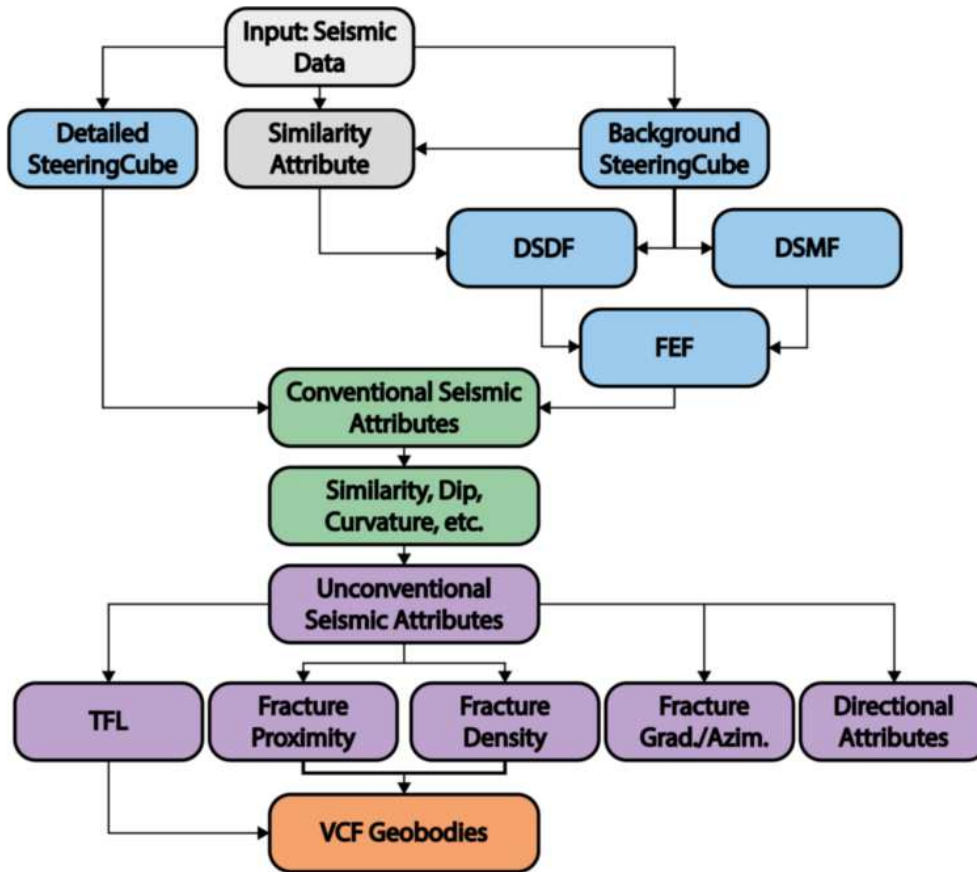 Input: Seismic
Data
Detailed
SteeringCube
Similarity
Attribute
Background
SteeringCube
DSDF
DSMF
FEF
Conventional Seismic
Attributes
Similarity, Dip,
Curvature, etc.
Unconventional
Seismic Attributes
TFL
Fracture
Proximity
Fracture
Density
Fracture
Grad./Azim.
Directional
Attributes
VCF Geobodies